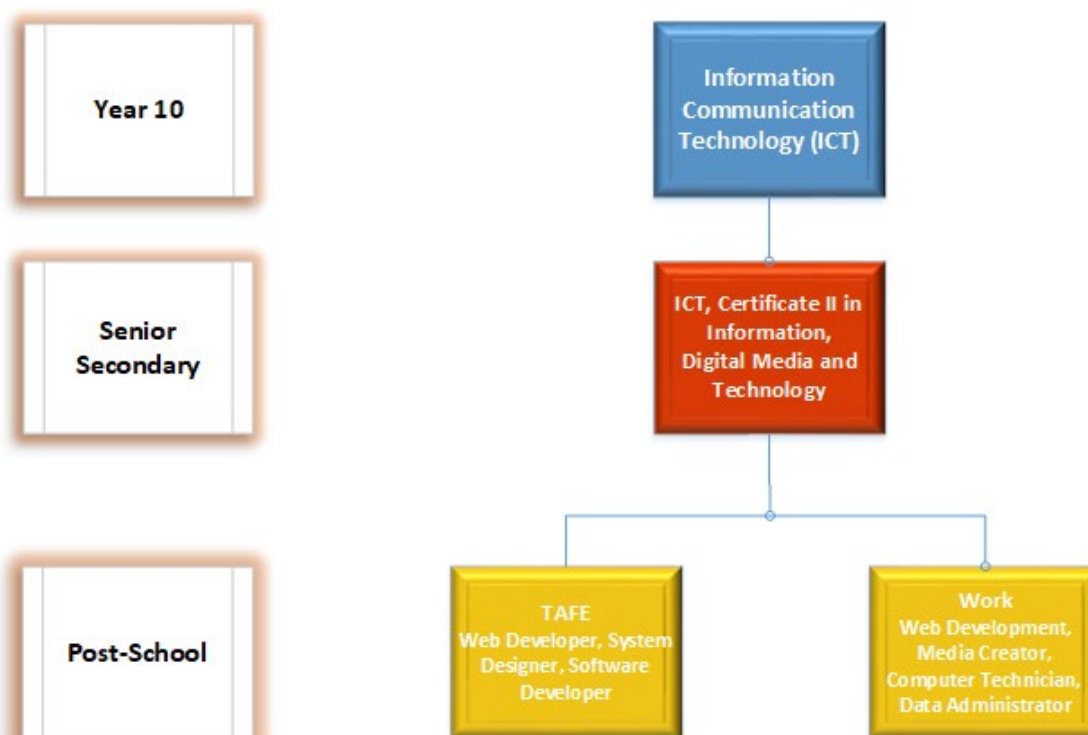 Year 10
Information
Communication
Technology (ICT)
Senior
Secondary
ICT, Certificate II in
Information,
Digital Media and
Technology
Post-School
TAFE
Web Developer, System
Designer, Software
Developer
Work
Web Development,
Media Creator,
Computer Technician,
Data Administrator